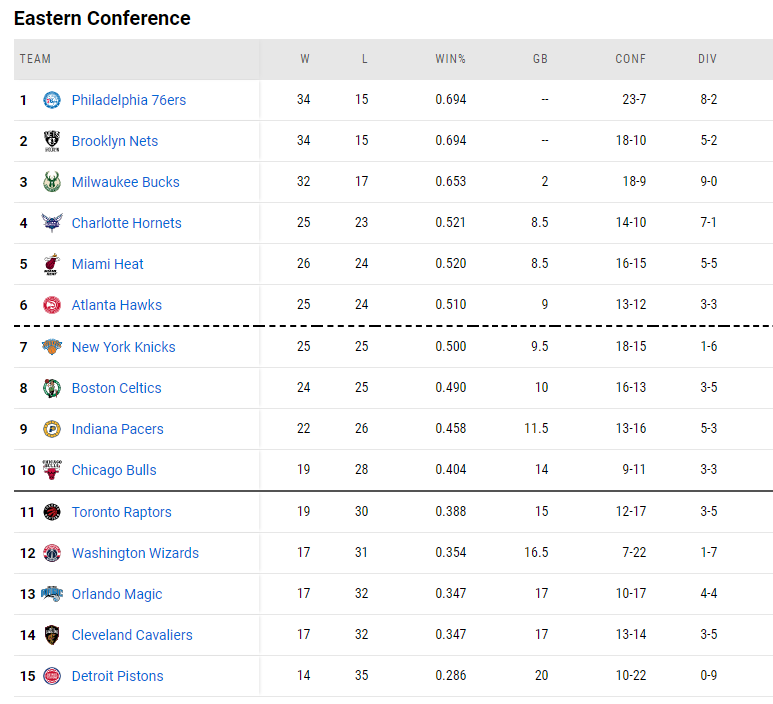 Eastern Conference
TEAM W L WIN% GB CONF DIV
1 Philadelphia 76ers 34 15 0.694 -- 23-7 8-2
2 Brooklyn Nets 34 15 0.694 -- 18-10 5-2
3 Milwaukee Bucks 32 17 0.653 2 18-9 9-0
4 Charlotte Hornets 25 23 0.521 8.5 14-10 7-1
5 Miami Heat 26 24 0.520 8.5 16-15 5-5
6 Atlanta Hawks 25 24 0.510 9 13-12 3-3
7 New York Knicks 25 25 0.500 9.5 18-15 1-6
8 Boston Celtics 24 25 0.490 10 16-13 3-5
9 Indiana Pacers 22 26 0.458 11.5 13-16 5-3
10 Chicago Bulls 19 28 0.404 14 9-11 3-3
11 Toronto Raptors 19 30 0.388 15 12-17 3-5
12 Washington Wizards 17 31 0.354 16.5 7-22 1-7
13 Orlando Magic 17 32 0.347 17 10-17 4-4
14 Cleveland Cavaliers 17 32 0.347 17 13-14 3-5
15 Detroit Pistons 14 35 0.286 20 10-22 0-9